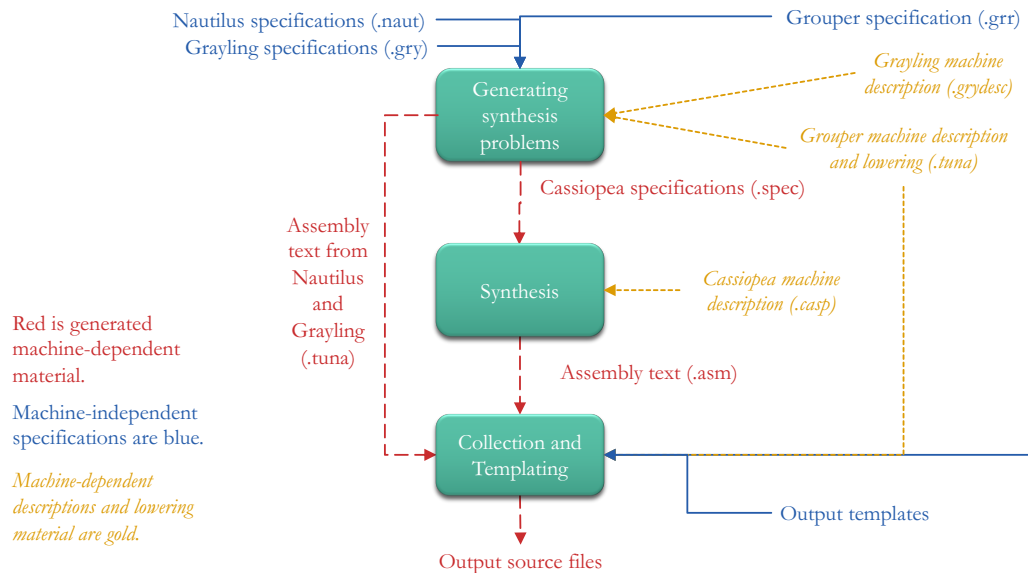 Nautilus specifications (.naut)
Grouper specification (.grr)
Grayling specifications (.gry)
Grayling machine
description (.grydesc)
Generating
synthesis
problems
Grouper machine description
and lowering (.tuna)
Cassiopea specifications (.spec)
Assembly
text from
Nautilus
and
Grayling
(.tuna)
Synthesis
Cassiopea machine
description (.casp)
Red is generated
machine-dependent
material.
Assembly text (.asm)
Machine-independent
specifications are blue.
Collection and
Templating
Machine-dependent
descriptions and lowering
material are gold.
Output templates
Output source files